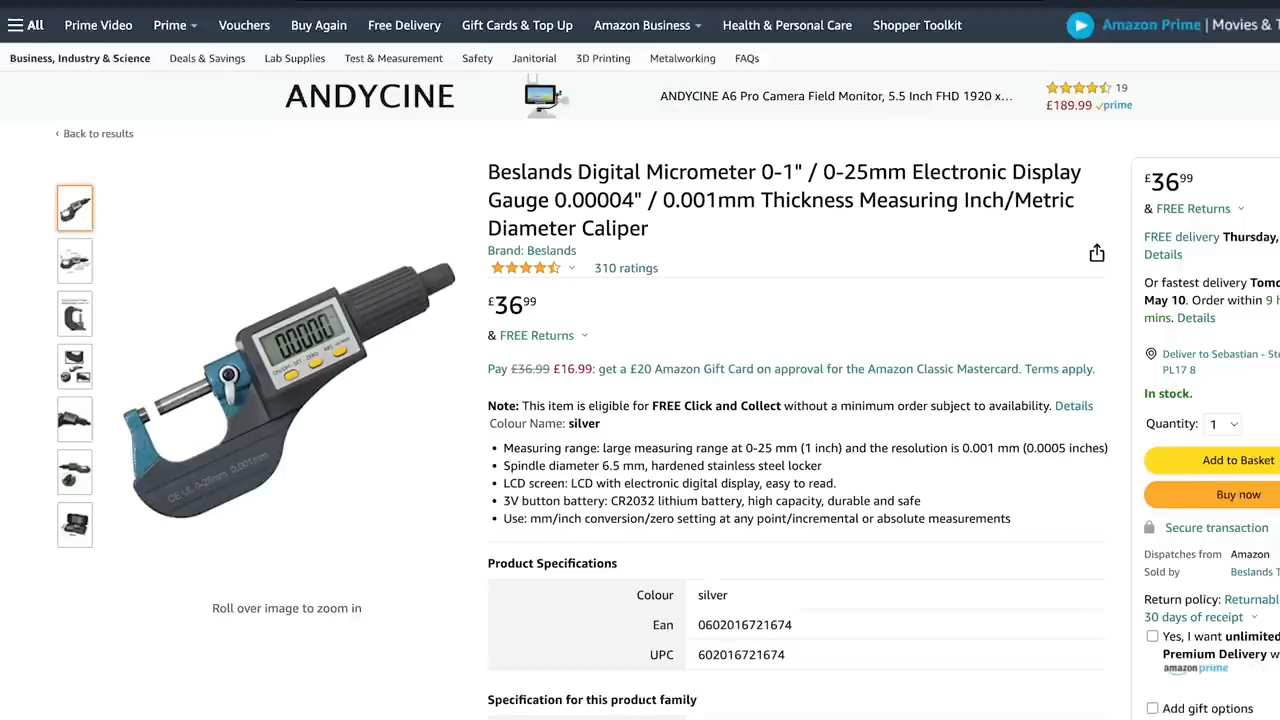 All Prime Video Prime Vouchers Buy Again Free Delivery Gift Cards & Top Up Amazon Business Health & Personal Care Shopper Toolkit Amazon Prime | Movies &
Business, Industry & Science Deals & Savings Lab Supplies Test & Measurement Safety Janitorial 3D Printing Metalworking FAQs
ANDYCINE ANDYCINE A6 Pro Camera Field Monitor, 5.5 Inch FHD 1920 x... 19
£189.99 prime
‹ Back to results
Beslands Digital Micrometer 0-1" / 0-25mm Electronic Display
Gauge 0.00004" / 0.001mm Thickness Measuring Inch/Metric
Diameter Caliper
Brand: Beslands
310 ratings
£36.99
& FREE Returns
Pay £36.99 £16.99: get a £20 Amazon Gift Card on approval for the Amazon Classic Mastercard. Terms apply.
Note: This item is eligible for FREE Click and Collect without a minimum order subject to availability. Details
Colour Name: silver
• Measuring range: large measuring range at 0-25 mm (1 inch) and the resolution is 0.001 mm (0.0005 inches)
• Spindle diameter 6.5 mm, hardened stainless steel locker
• LCD screen: LCD with electronic digital display, easy to read.
• 3V button battery: CR2032 lithium battery, high capacity, durable and safe
• Use: mm/inch conversion/zero setting at any point/incremental or absolute measurements
Product Specifications
Colour silver
Ean 0602016721674
UPC 602016721674
Specification for this product family
0.0000
ON/OFF·SET ZERO ABS
0-25mm 0.001mm
Roll over image to zoom in
£36.99
& FREE Returns
FREE delivery Thursday,
Details
Or fastest delivery Tomo
May 10. Order within 9 h
mins. Details
Deliver to Sebastian - Ste
PL17 8
In stock.
Quantity: 1
Add to Basket
Buy now
Secure transaction
Dispatches from Amazon
Sold by Beslands T
Return policy: Returnabl
30 days of receipt
Yes, I want unlimited
Premium Delivery w
amazon prime
Add gift options